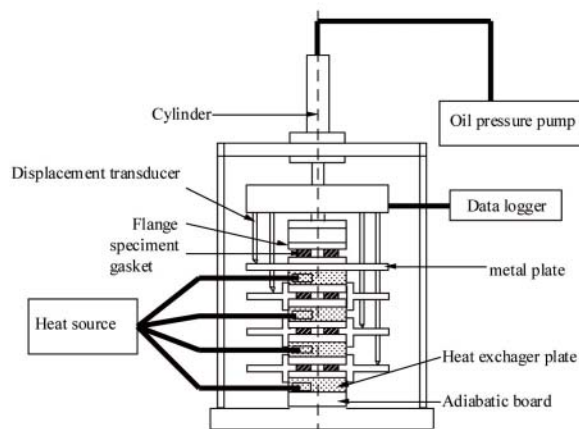 Cylinder
Oil pressure pump
Displacement transducer
Data logger
Flange
speciment
gasket
metal plate
Heat source
Heat exchager plate
Adiabatic board